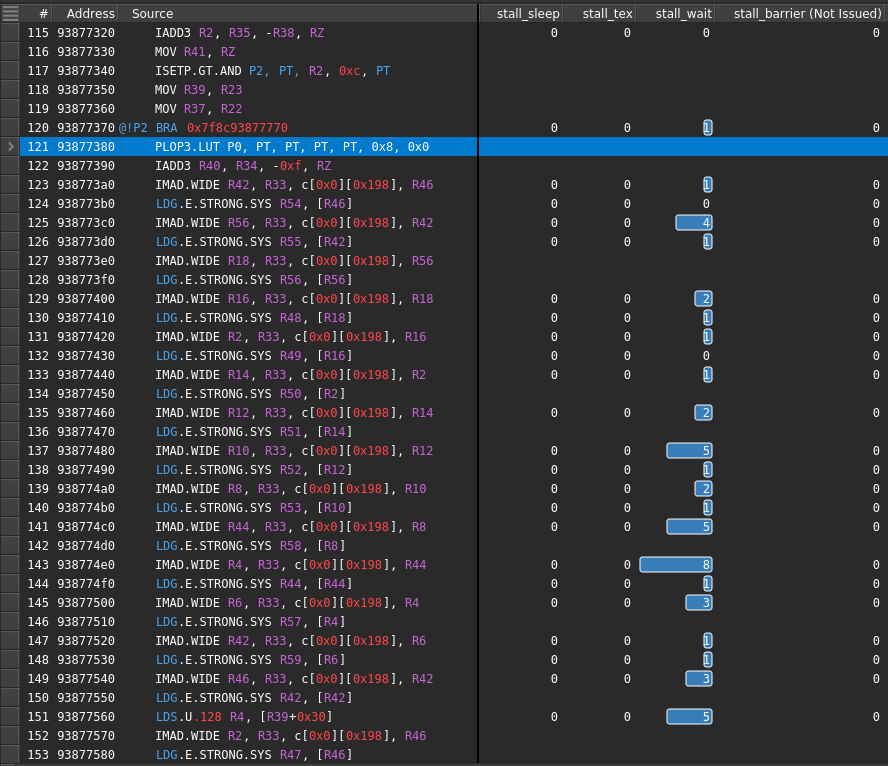 # Address Source stall_sleep stall_tex stall_wait stall_barrier (Not Issued)
115 93877320 IADD3 R2, R35, -R38, RZ 0 0 0 0
116 93877330 MOV R41, RZ
117 93877340 ISETP.GT.AND P2, PT, R2, 0xc, PT
118 93877350 MOV R39, R23
119 93877360 MOV R37, R22
120 93877370 @!P2 BRA 0x7f8c93877770 0 0 1 0
121 93877380 PLOP3.LUT P0, PT, PT, PT, PT, 0x8, 0x0
122 93877390 IADD3 R40, R34, -0xf, RZ
123 938773a0 IMAD.WIDE R42, R33, c[0x0][0x198], R46 0 0 1 0
124 938773b0 LDG.E.STRONG.SYS R54, [R46] 0 0 0 0
125 938773c0 IMAD.WIDE R56, R33, c[0x0][0x198], R42 0 0 4 0
126 938773d0 LDG.E.STRONG.SYS R55, [R42] 0 0 1 0
127 938773e0 IMAD.WIDE R18, R33, c[0x0][0x198], R56
128 938773f0 LDG.E.STRONG.SYS R56, [R56]
129 93877400 IMAD.WIDE R16, R33, c[0x0][0x198], R18 0 0 2 0
130 93877410 LDG.E.STRONG.SYS R48, [R18] 0 0 1 0
131 93877420 IMAD.WIDE R2, R33, c[0x0][0x198], R16 0 0 1 0
132 93877430 LDG.E.STRONG.SYS R49, [R16] 0 0 0 0
133 93877440 IMAD.WIDE R14, R33, c[0x0][0x198], R2 0 0 1 0
134 93877450 LDG.E.STRONG.SYS R50, [R2]
135 93877460 IMAD.WIDE R12, R33, c[0x0][0x198], R14 0 0 2 0
136 93877470 LDG.E.STRONG.SYS R51, [R14]
137 93877480 IMAD.WIDE R10, R33, c[0x0][0x198], R12 0 0 5 0
138 93877490 LDG.E.STRONG.SYS R52, [R12] 0 0 1 0
139 938774a0 IMAD.WIDE R8, R33, c[0x0][0x198], R10 0 0 2 0
140 938774b0 LDG.E.STRONG.SYS R53, [R10] 0 0 1 0
141 938774c0 IMAD.WIDE R44, R33, c[0x0][0x198], R8 0 0 5 0
142 938774d0 LDG.E.STRONG.SYS R58, [R8]
143 938774e0 IMAD.WIDE R4, R33, c[0x0][0x198], R44 0 0 8 0
144 938774f0 LDG.E.STRONG.SYS R44, [R44] 0 0 1 0
145 93877500 IMAD.WIDE R6, R33, c[0x0][0x198], R4 0 0 3 0
146 93877510 LDG.E.STRONG.SYS R57, [R4]
147 93877520 IMAD.WIDE R42, R33, c[0x0][0x198], R6 0 0 1 0
148 93877530 LDG.E.STRONG.SYS R59, [R6] 0 0 1 0
149 93877540 IMAD.WIDE R46, R33, c[0x0][0x198], R42 0 0 3 0
150 93877550 LDG.E.STRONG.SYS R42, [R42]
151 93877560 LDS.U.128 R4, [R39+0x30] 0 0 5 0
152 93877570 IMAD.WIDE R2, R33, c[0x0][0x198], R46
153 93877580 LDG.E.STRONG.SYS R47, [R46]